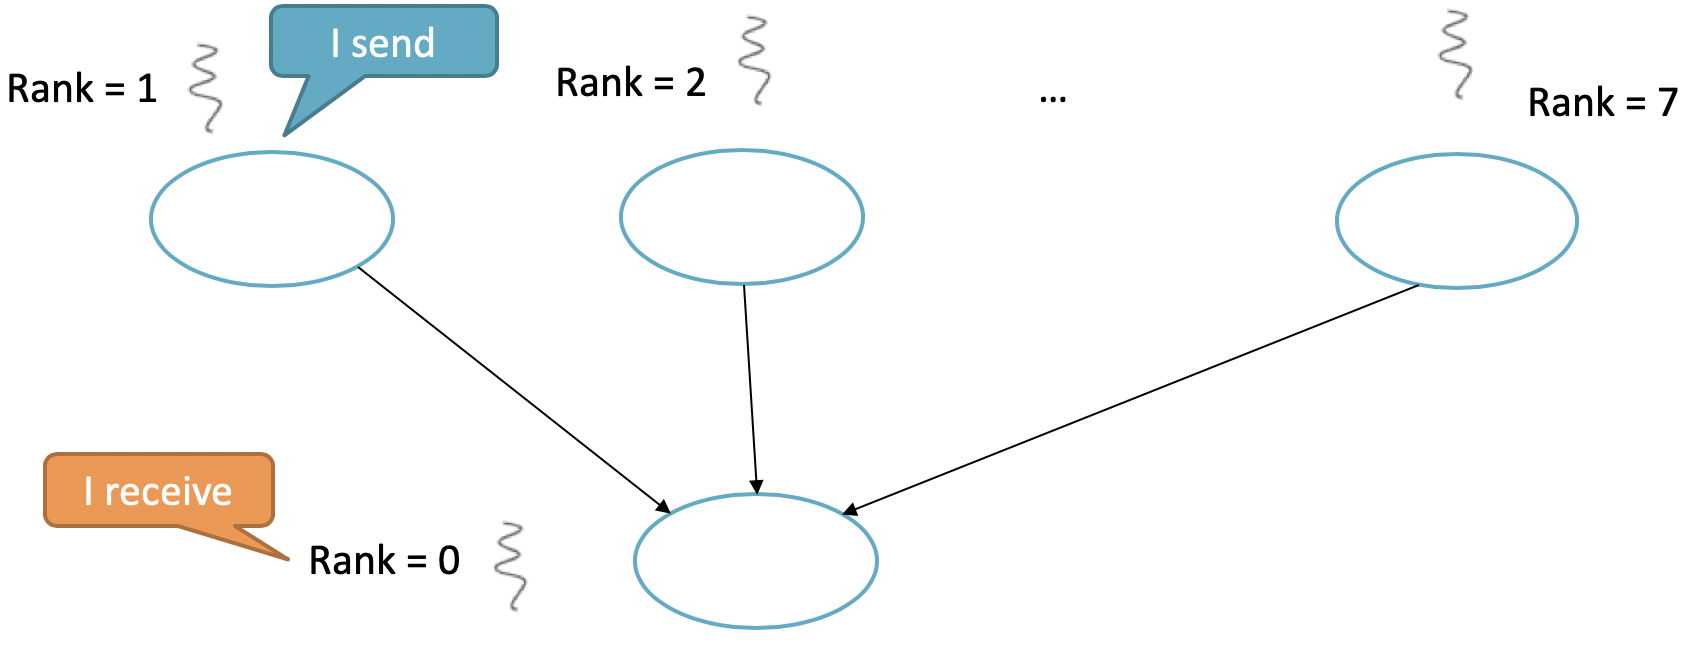 I send
Rank = 1
Rank = 2
...
Rank = 7
I receive
Rank = 0